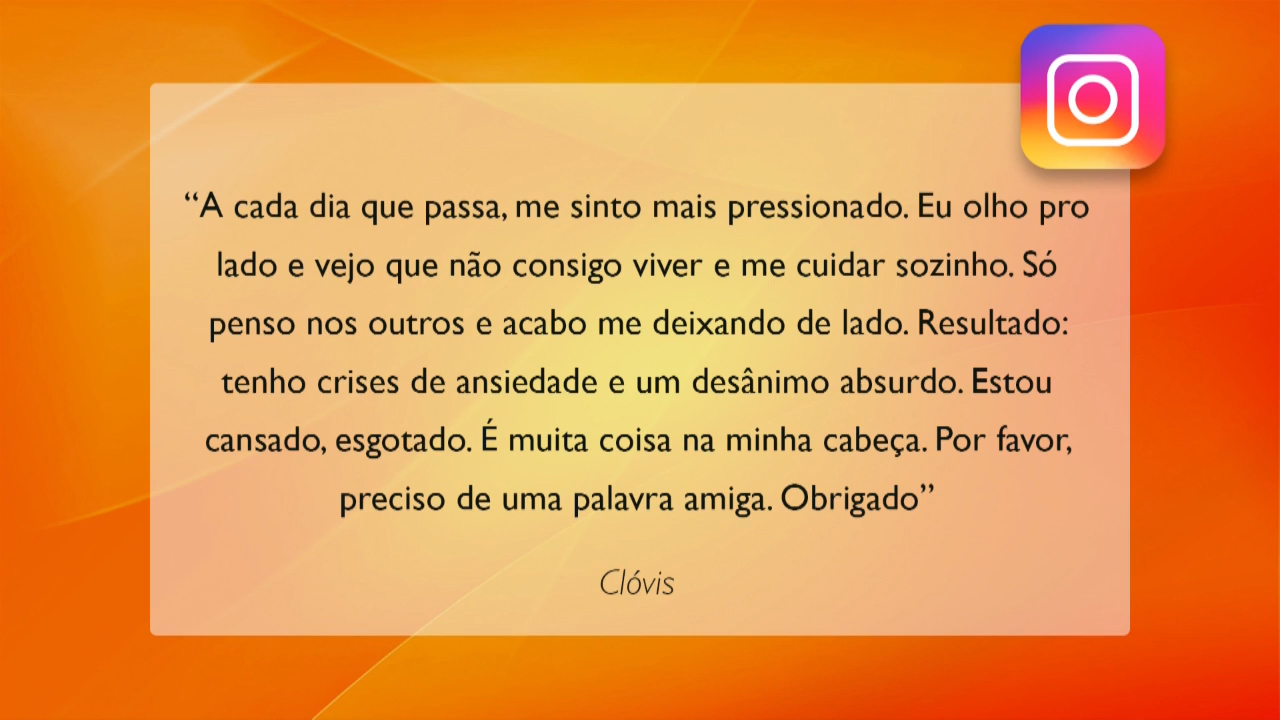 “A cada dia que passa, me sinto mais pressionado. Eu olho pro
lado e vejo que não consigo viver e me cuidar sozinho. Só
penso nos outros e acabo me deixando de lado. Resultado:
tenho crises de ansiedade e um desânimo absurdo. Estou
cansado, esgotado. É muita coisa na minha cabeça. Por favor,
preciso de uma palavra amiga. Obrigado”
Clóvis